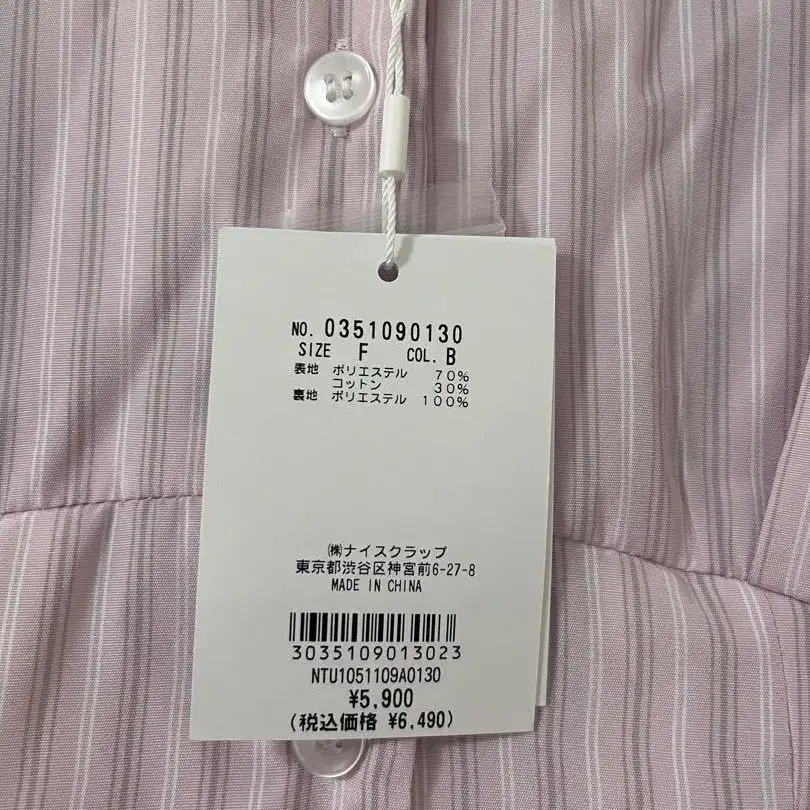 NO. 0351090130
SIZE F COL. B
表地 ポリエステル 70%
コットン 30%
裏地 ポリエステル 100%
㈱ナイスクラップ
東京都渋谷区神宮前6-27-8
MADE IN CHINA
3035109013023
NTU1051109A0130
¥5,900
(税込価格 ¥6,490)